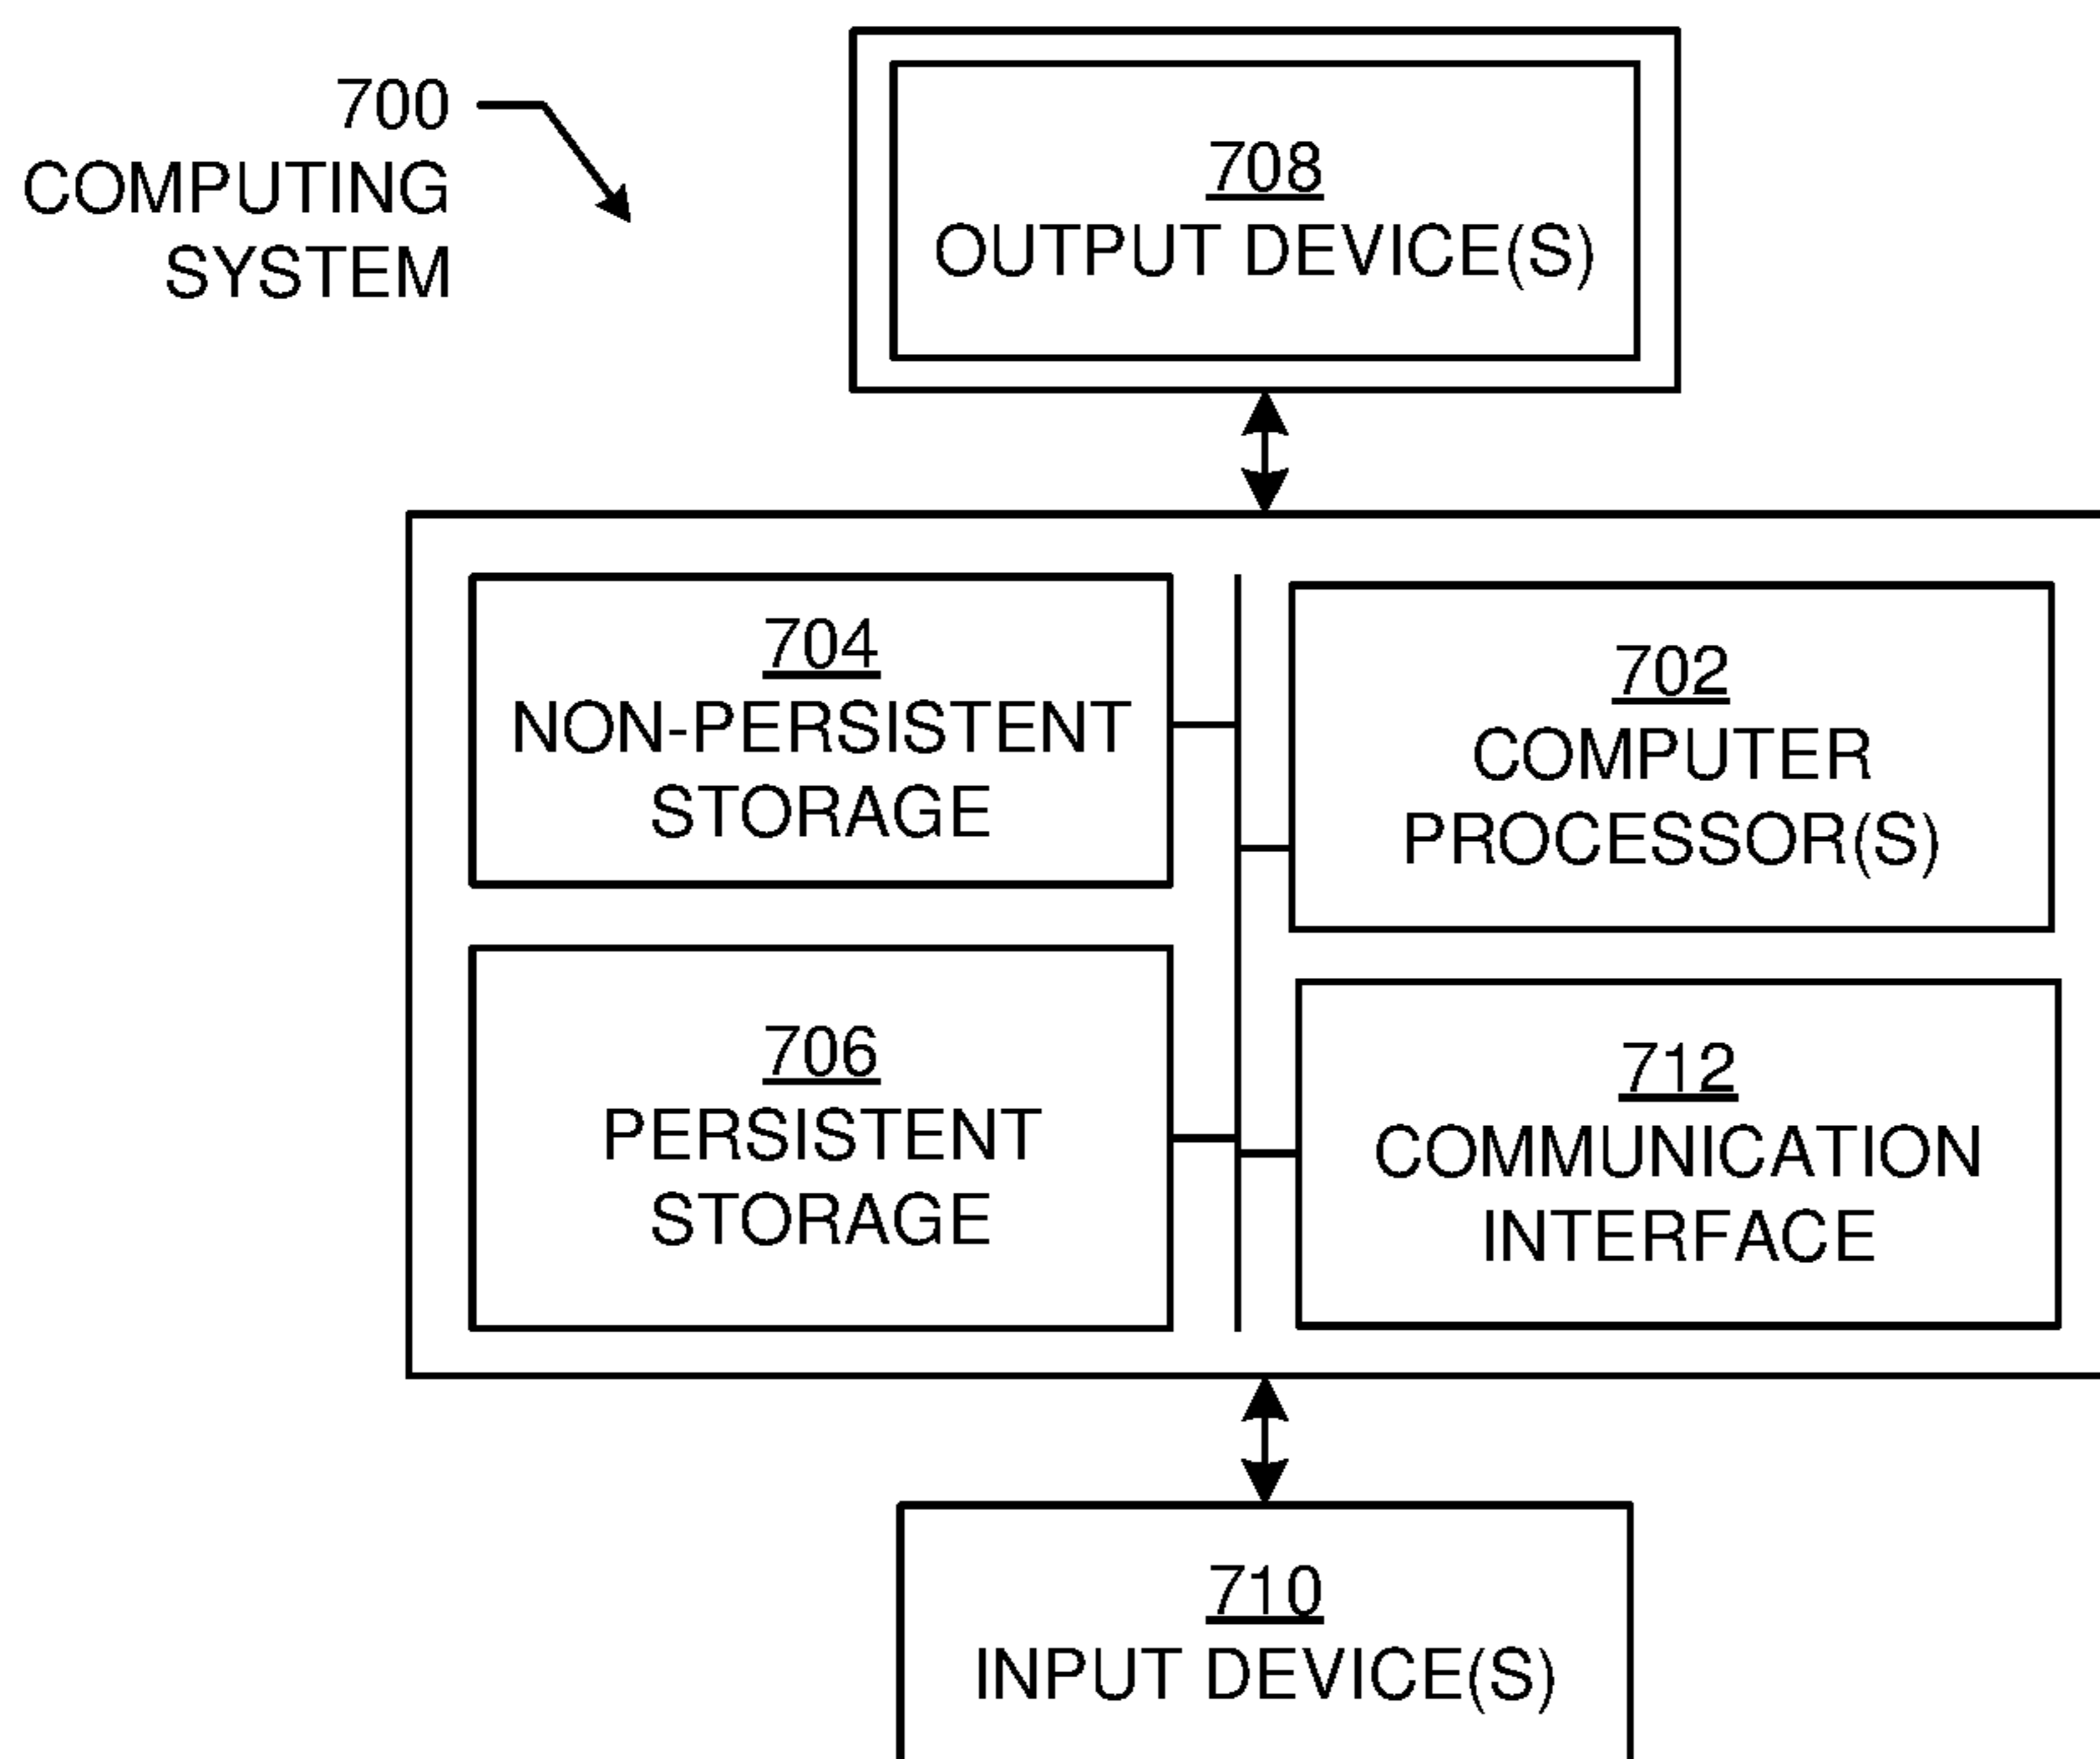 700
COMPUTING
SYSTEM
708
OUTPUT DEVICE(S)
704
NON-PERSISTENT
STORAGE
702
COMPUTER
PROCESSOR(S)
706
PERSISTENT
STORAGE
712
COMMUNICATION
INTERFACE
710
INPUT DEVICE(S)